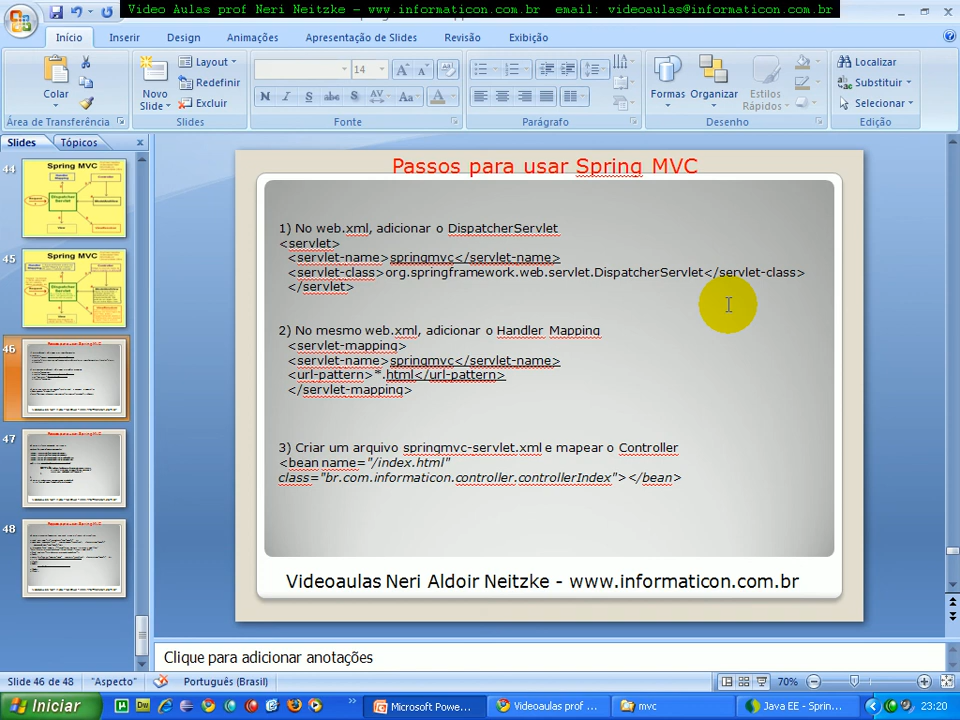 Video Aulas prof Neri Neitzke – www.informaticon.com.br email: videoaulas@informaticon.com.br
Início Inserir Design Animações Apresentação de Slides Revisão Exibição
Colar
Novo Slide
Layout
Redefinir
Excluir
14
N I S abc S AV Aa A
Formas Organizar Estilos Rápidos
Localizar
Substituir
Selecionar
Área de Transferência Slides Fonte Parágrafo Desenho Edição
Slides Tópicos
44
Spring MVC
45
Spring MVC
46
47
48
Passos para usar Spring MVC
1) No web.xml, adicionar o DispatcherServlet
<servlet>
<servlet-name>springmvc</servlet-name>
<servlet-class>org.springframework.web.servlet.DispatcherServlet</servlet-class>
</servlet>
2) No mesmo web.xml, adicionar o Handler Mapping
<servlet-mapping>
<servlet-name>springmvc</servlet-name>
<url-pattern>*.html</url-pattern>
</servlet-mapping>
3) Criar um arquivo springmvc-servlet.xml e mapear o Controller
<bean name="/index.html"
class="br.com.informaticon.controller.controllerIndex"></bean>
Videoaulas Neri Aldoir Neitzke - www.informaticon.com.br
Clique para adicionar anotações
Slide 46 de 48 "Aspecto" Português (Brasil) 70%
Iniciar Microsoft Powe... Videoaulas prof ... mvc Java EE - Sprin... 23:20